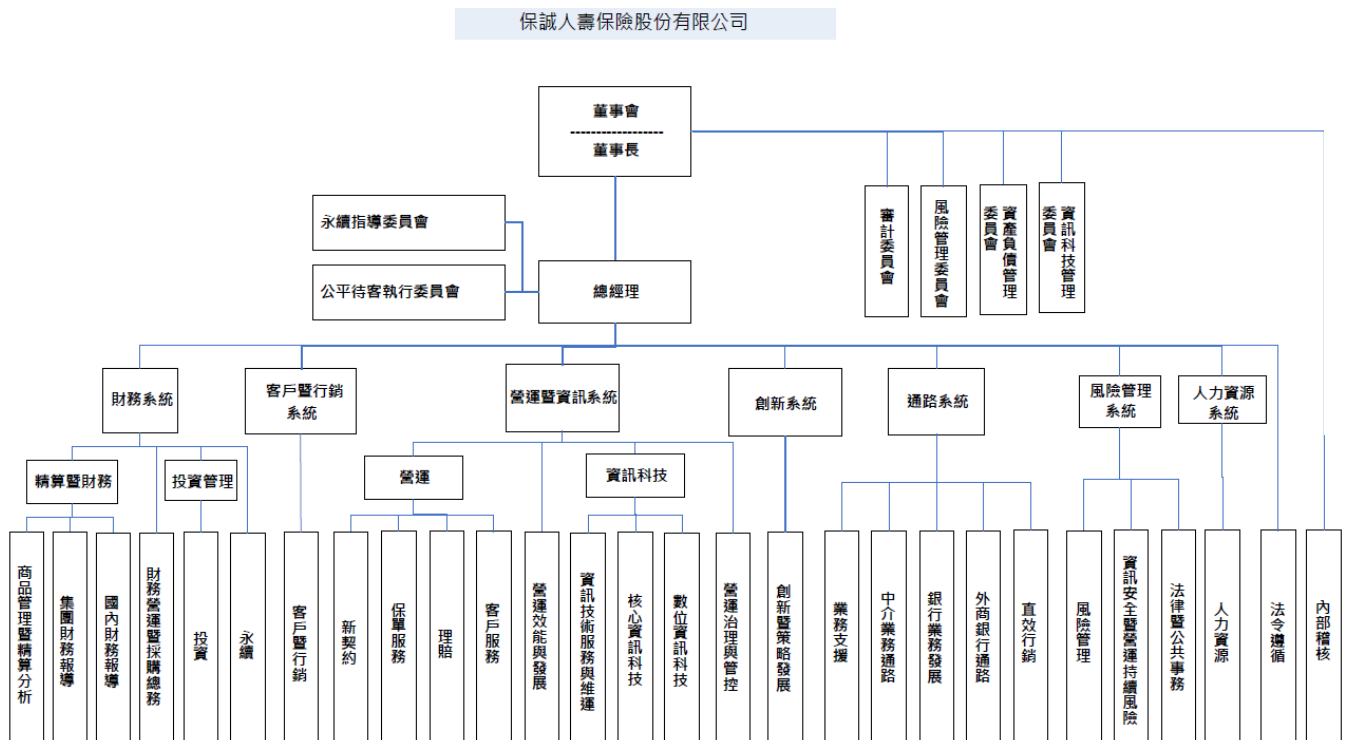 保誠人壽保險股份有限公司
董事會
------------------
董事長
審計委員會
風險管理委員會
資產負債管理
委員會
資訊科技管理
委員會
永續指導委員會
公平待客執行委員會
總經理
財務系統
客戶暨行銷
系統
營運暨資訊系統
創新系統
通路系統
風險管理
系統
人力資源
系統
精算暨財務
投資管理
營運
資訊科技
商品管理暨精算分析
集團財務報導
國內財務報導
財務營運暨採購總務
投資
永續
客戶暨行銷
新契約
保單服務
理賠
客戶服務
營運效能與發展
資訊技術服務與維運
核心資訊科技
數位資訊科技
營運治理與管控
創新暨策略發展
業務支援
中介業務通路
銀行業務發展
外商銀行通路
直效行銷
風險管理
資訊安全暨營運持續風險
法律暨公共事務
人力資源
法令遵循
內部稽核